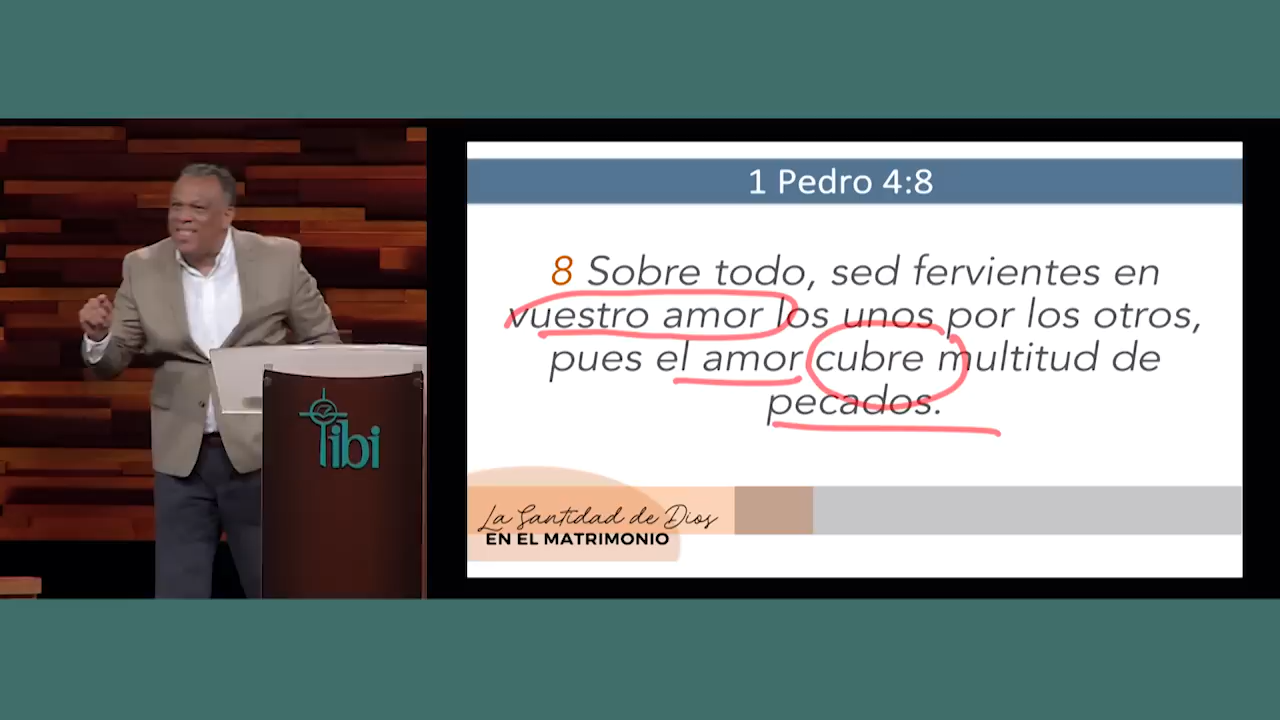 1 Pedro 4:8
8 Sobre todo, sed fervientes en
vuestro amor los unos por los otros,
pues el amor cubre multitud de
pecados.
La Santidad de Dios
EN EL MATRIMONIO
ibi